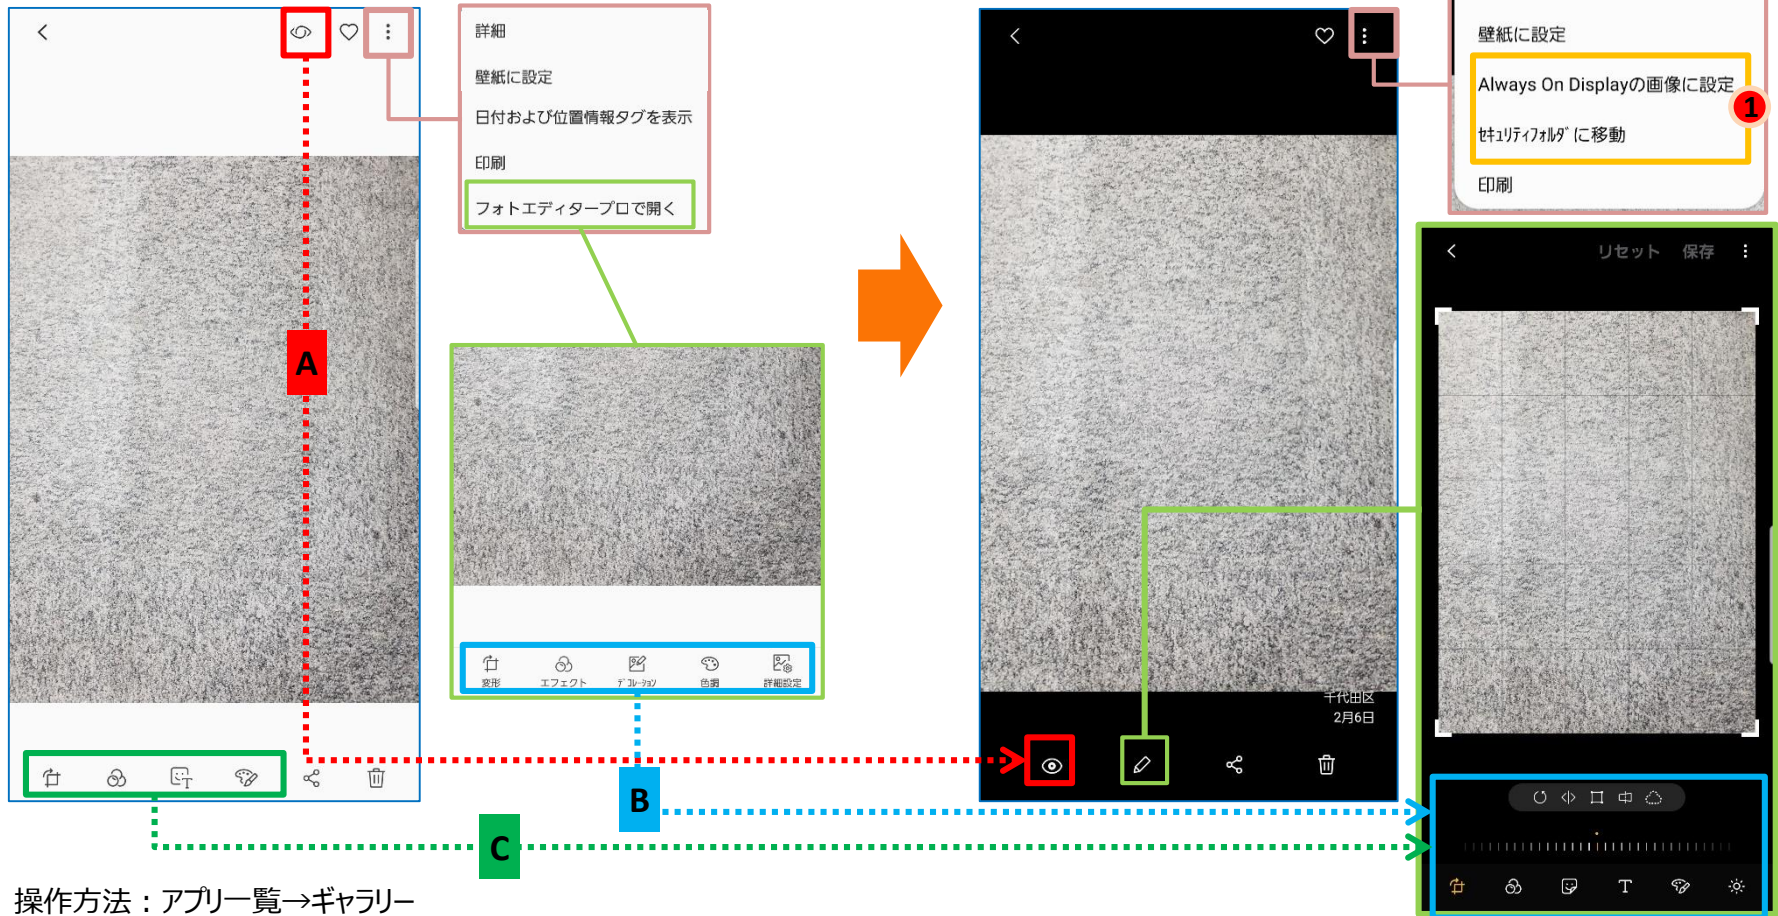 詳細
壁紙に設定
日付および位置情報タグを表示
印刷
フォトエディタープロで開く
A
変形
エフェクト
デコレーション
色調
詳細設定
B
C
壁紙に設定
Always On Displayの画像に設定
1
セキュリティフォルダに移動
印刷
リセット 保存
千代田区
2月6日
T
操作方法：アプリ一覧→ギャラリー